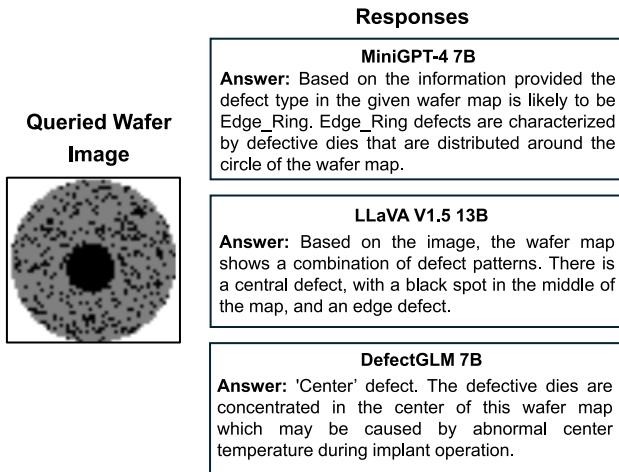 Responses
Queried Wafer
Image
MiniGPT-4 7B
Answer: Based on the information provided the
defect type in the given wafer map is likely to be
Edge_Ring. Edge_Ring defects are characterized
by defective dies that are distributed around the
circle of the wafer map.
LLaVA V1.5 13B
Answer: Based on the image, the wafer map
shows a combination of defect patterns. There is
a central defect, with a black spot in the middle of
the map, and an edge defect.
DefectGLM 7B
Answer: 'Center’ defect. The defective dies are
concentrated in the center of this wafer map
which may be caused by abnormal center
temperature during implant operation.